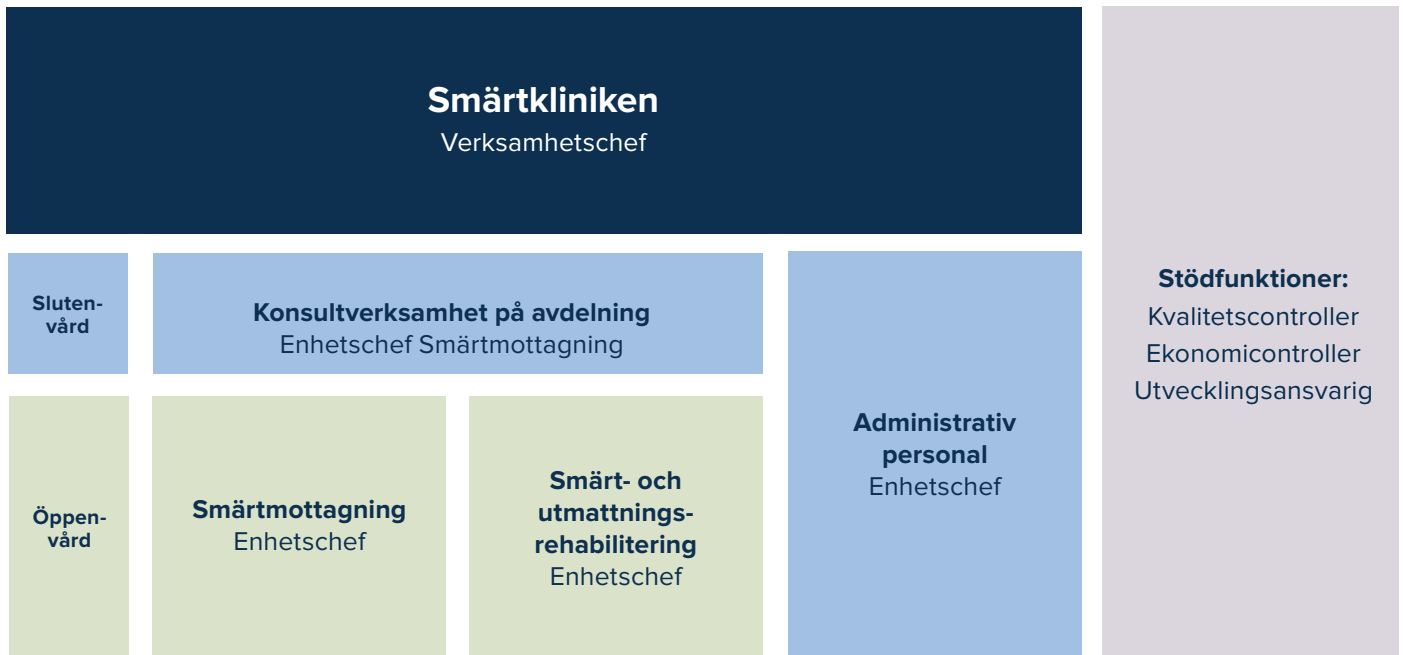 Smärtkliniken
Verksamhetschef
Sluten-
vård
Konsultverksamhet på avdelning
Enhetschef Smärtmottagning
Öppen-
vård
Smärtmottagning
Enhetschef
Smärt- och
utmattnings-
rehabilitering
Enhetschef
Administrativ
personal
Enhetschef
Stödfunktioner:
Kvalitetscontroller
Ekonomicontroller
Utvecklingsansvarig